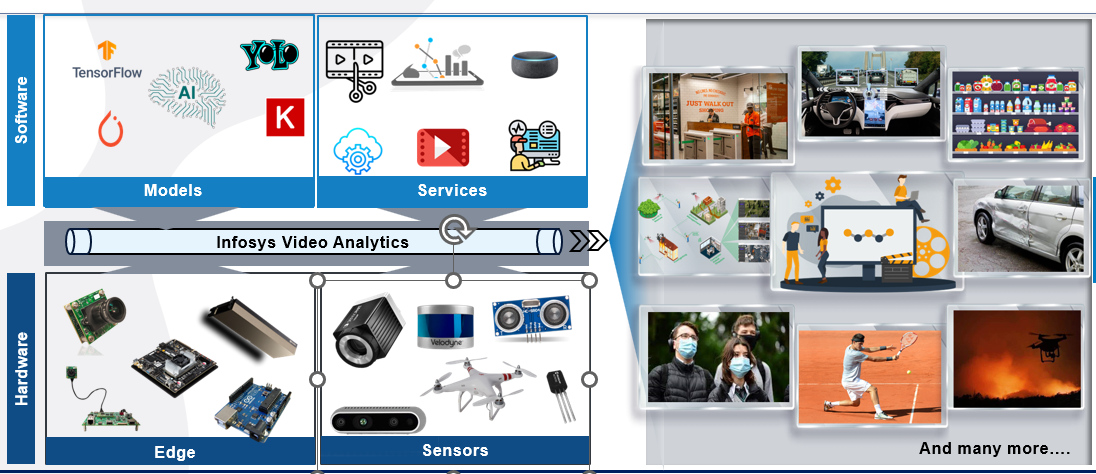 Software
TensorFlow
YOLO
AI
K
Models
Services
JUST WALK OUT
SHOPPING
Infosys Video Analytics
Hardware
Velodyne
Edge
Sensors
And many more....